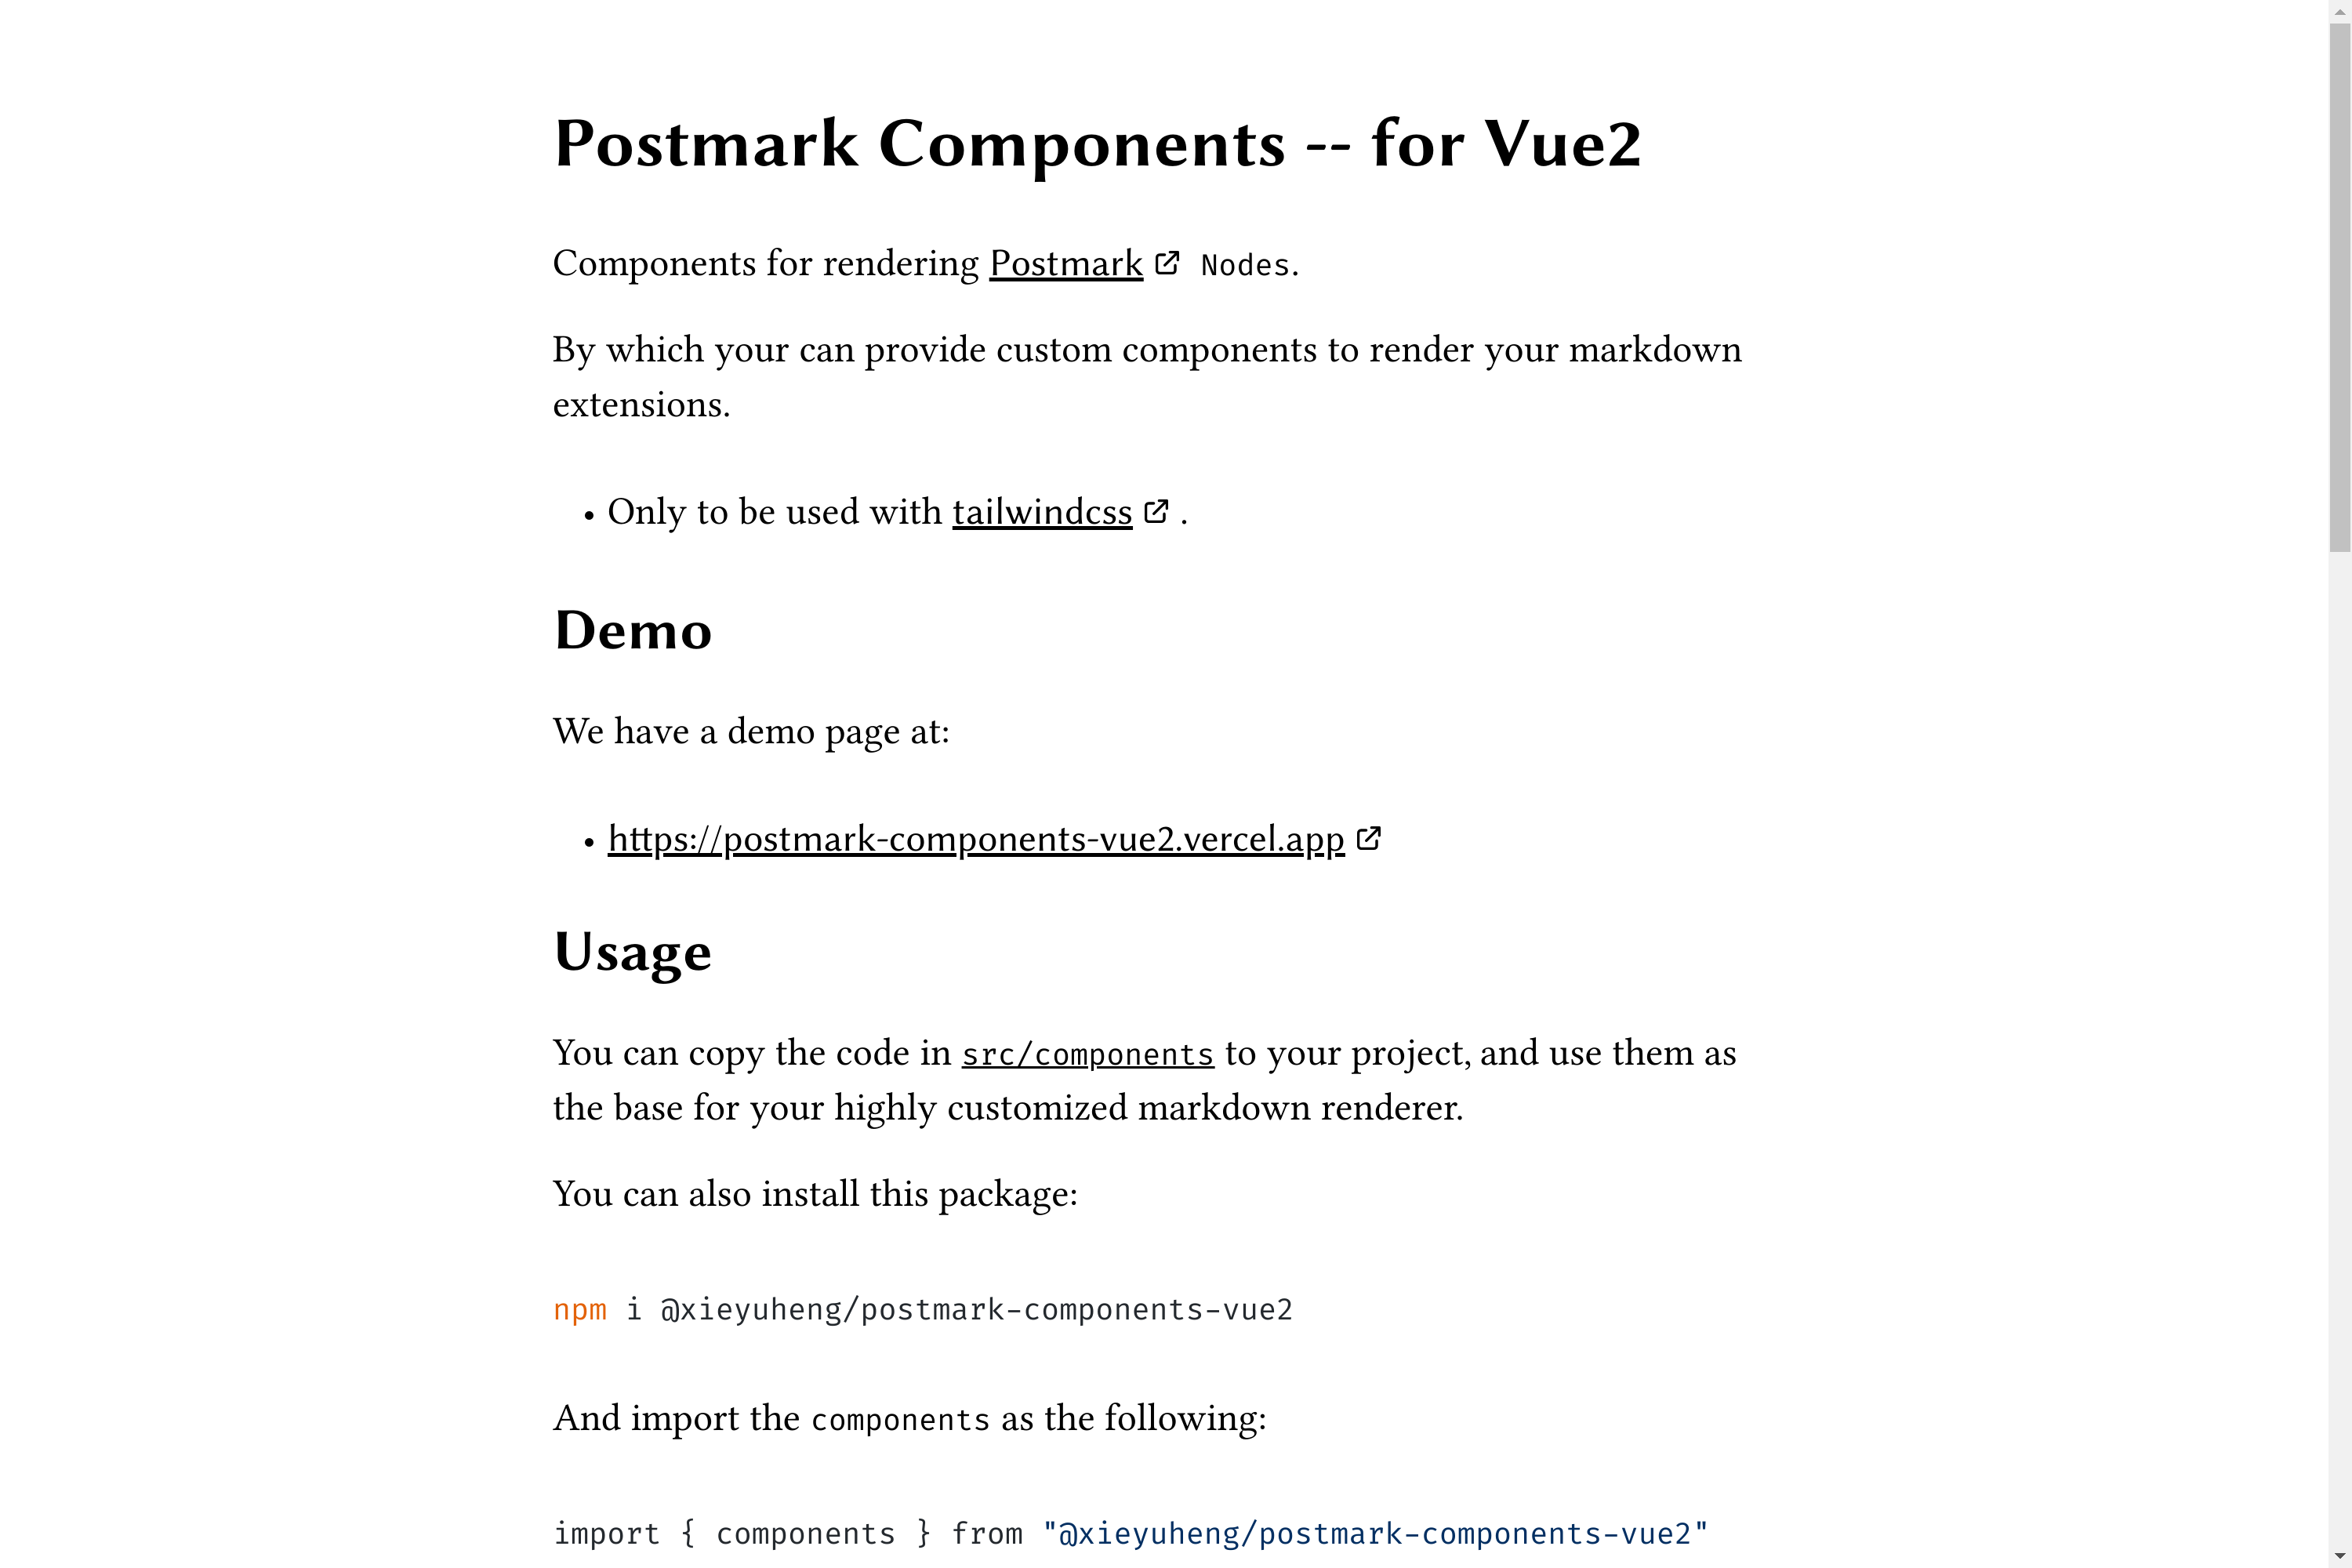 Postmark Components -- for Vue2
Components for rendering Postmark Nodes.
By which your can provide custom components to render your markdown
extensions.
• Only to be used with tailwindcss .
Demo
We have a demo page at:
• https://postmark-components-vue2.vercel.app
Usage
You can copy the code in src/components to your project, and use them as
the base for your highly customized markdown renderer.
You can also install this package:
npm i @xieyuheng/postmark-components-vue2
And import the components as the following:
import { components } from "@xieyuheng/postmark-components-vue2"